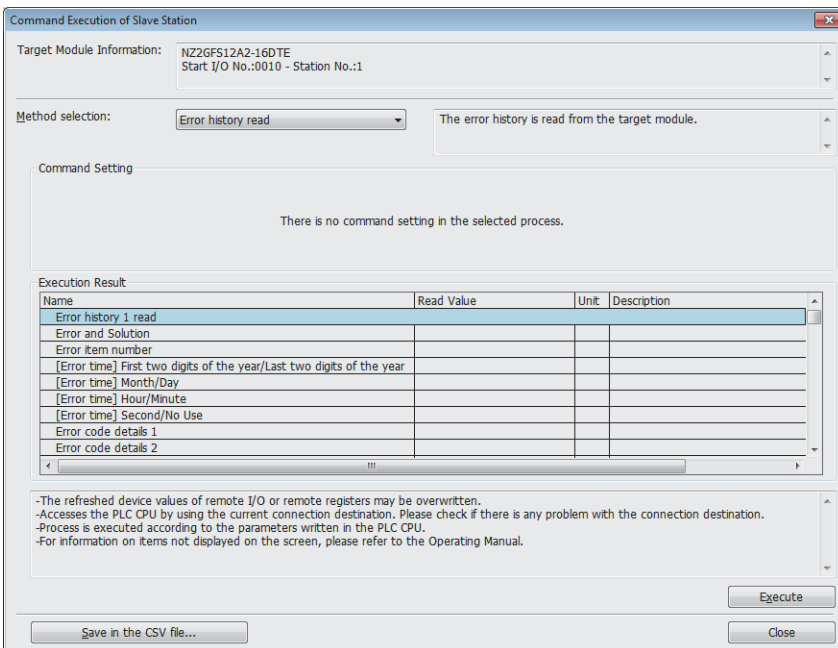 Command Execution of Slave Station
Target Module Information:
NZ2GFS12A2-16DTE
Start I/O No.:0010 - Station No.:1
Method selection:
Error history read
The error history is read from the target module.
Command Setting
There is no command setting in the selected process.
Execution Result
Name Read Value Unit Description
Error history 1 read
Error and Solution
Error item number
[Error time] First two digits of the year/Last two digits of the year
[Error time] Month/Day
[Error time] Hour/Minute
[Error time] Second/No Use
Error code details 1
Error code details 2
-The refreshed device values of remote I/O or remote registers may be overwritten.
-Accesses the PLC CPU by using the current connection destination. Please check if there is any problem with the connection destination.
-Process is executed according to the parameters written in the PLC CPU.
-For information on items not displayed on the screen, please refer to the Operating Manual.
Execute
Save in the CSV file...
Close